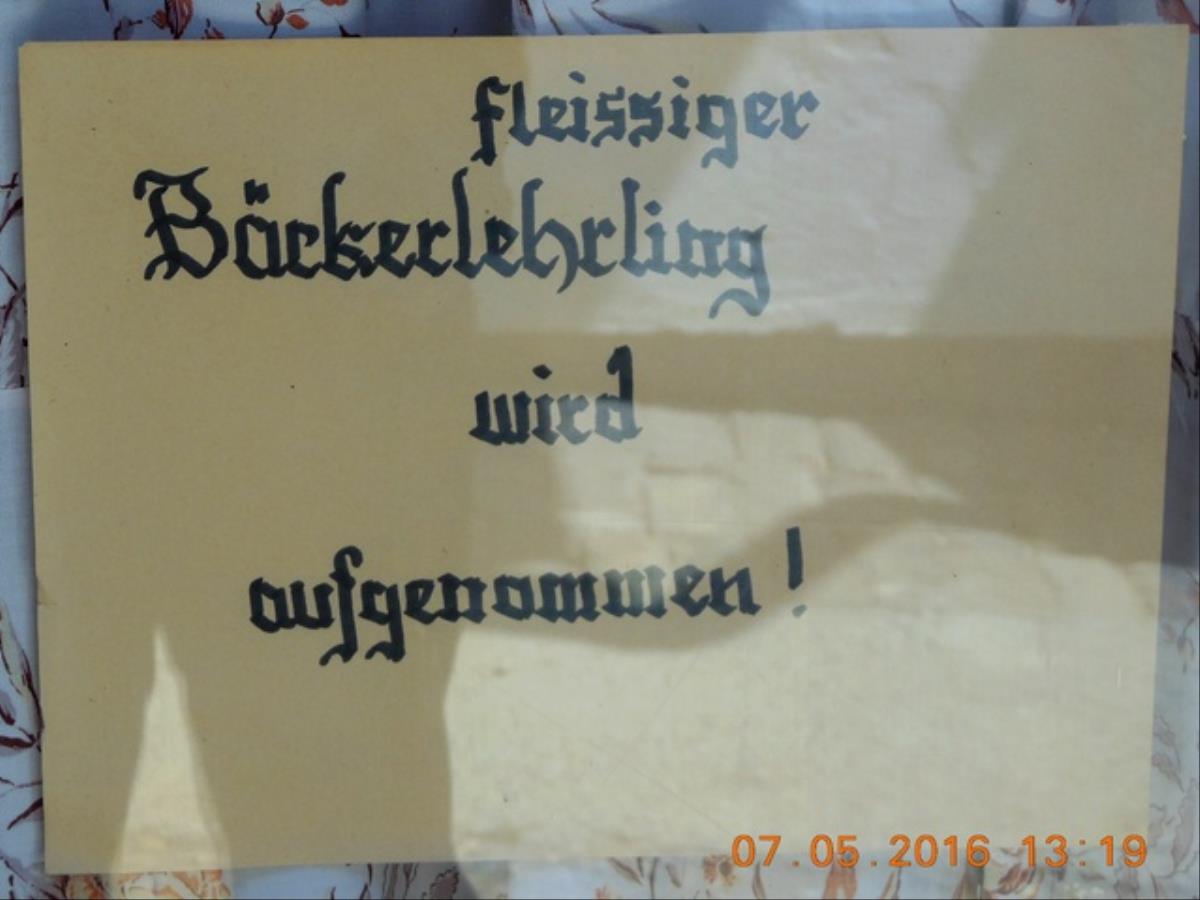 fleissiger
Bäckerlehrling
wird
aufgenommen!
07.05.2016 13:19